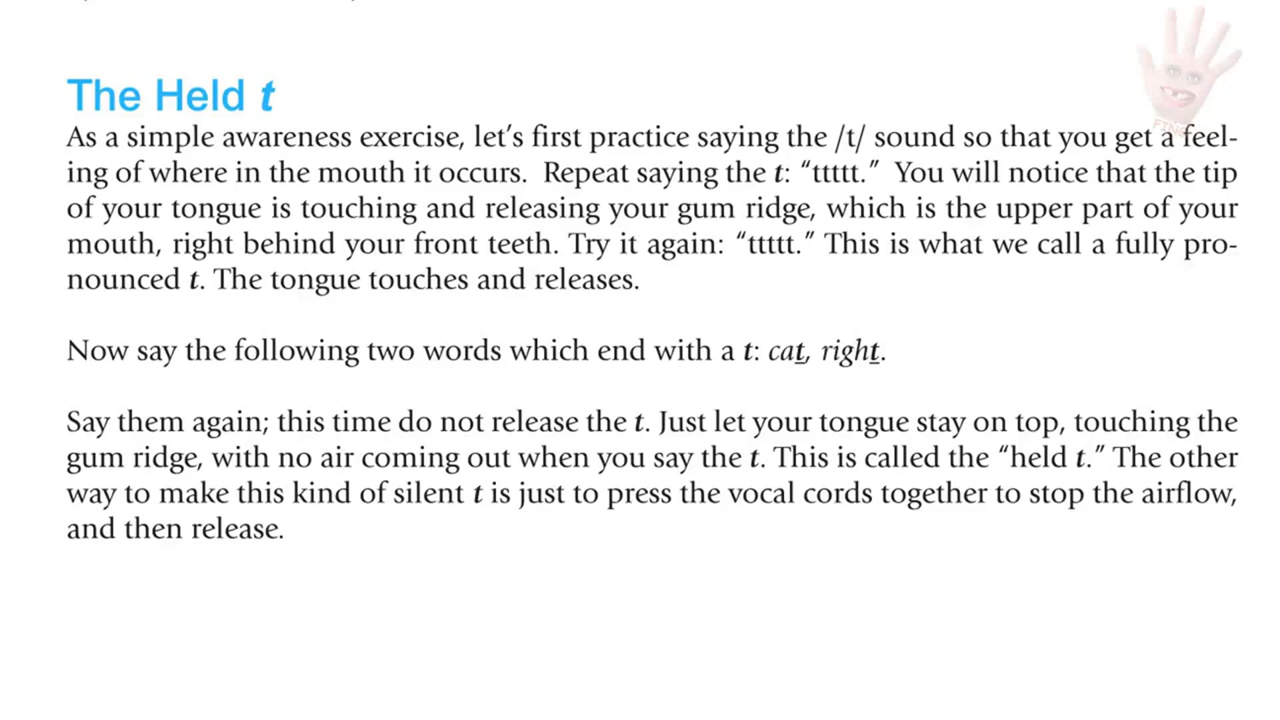 The Held t
As a simple awareness exercise, let's first practice saying the /t/ sound so that you get a feel-
ing of where in the mouth it occurs. Repeat saying the t: “ttttt.” You will notice that the tip
of your tongue is touching and releasing your gum ridge, which is the upper part of your
mouth, right behind your front teeth. Try it again: “ttttt.” This is what we call a fully pro-
nounced t. The tongue touches and releases.
Now say the following two words which end with a t: cat, right.
Say them again; this time do not release the t. Just let your tongue stay on top, touching the
gum ridge, with no air coming out when you say the t. This is called the “held t.” The other
way to make this kind of silent t is just to press the vocal cords together to stop the airflow,
and then release.